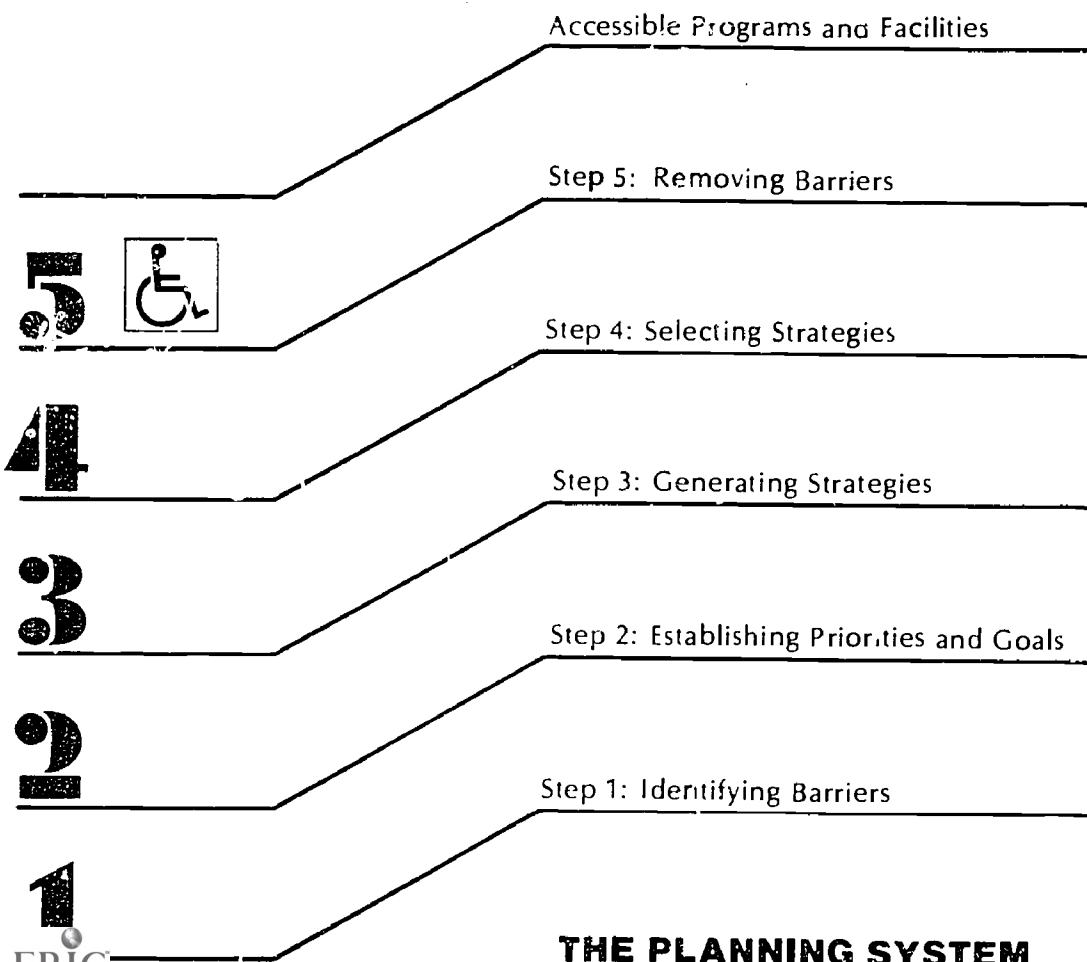 Accessible Programs and Facilities
Step 5: Removing Barriers
5
Step 4: Selecting Strategies
4
Step 3: Generating Strategies
3
Step 2: Establishing Priorities and Goals
2
Step 1: Identifying Barriers
1
ERIC
THE PLANNING SYSTEM